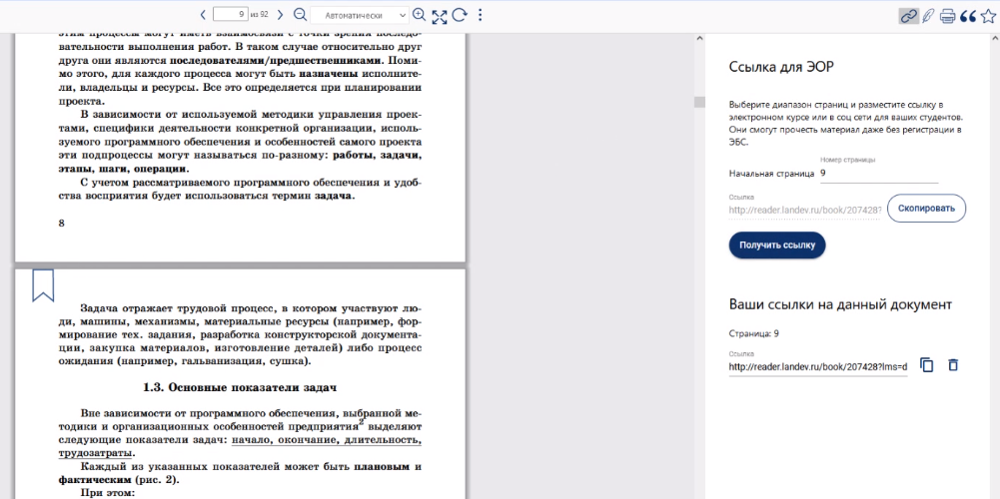 9 из 92
Автоматически
этим процессы могут иметь взаимосвязи с точки зрения последо-
вательности выполнения работ. В таком случае относительно друг
друга они являются последователями/предшественниками. Поми-
мо этого, для каждого процесса могут быть назначены исполните-
ли, владельцы и ресурсы. Все это определяется при планировании
проекта.
В зависимости от используемой методики управления проек-
тами, специфики деятельности конкретной организации, исполь-
зуемого программного обеспечения и особенностей самого проекта
эти подпроцессы могут называться по-разному: работы, задачи,
этапы, шаги, операции.
С учетом рассматриваемого программного обеспечения и удоб-
ства восприятия будет использоваться термин задача.
8
Задача отражает трудовой процесс, в котором участвуют лю-
ди, машины, механизмы, материальные ресурсы (например, фор-
мирование тех. задания, разработка конструкторской документа-
ции, закупка материалов, изготовление деталей) либо процесс
ожидания (например, гальванизация, сушка).
1.3. Основные показатели задач
Вне зависимости от программного обеспечения, выбранной ме-
тодики и организационных особенностей предприятия2 выделяют
следующие показатели задач: начало, окончание, длительность,
трудозатраты.
Каждый из указанных показателей может быть плановым и
фактическим (рис. 2).
При этом:
Ссылка для ЭОР
Выберите диапазон страниц и разместите ссылку в
электронном курсе или в соц сети для ваших студентов.
Они смогут прочесть материал даже без регистрации в
ЭБС.
Номер страницы
Начальная страница 9
Ссылка
http://reader.landev.ru/book/207428?
Скопировать
Получить ссылку
Ваши ссылки на данный документ
Страница: 9
Ссылка
http://reader.landev.ru/book/207428?lms=d